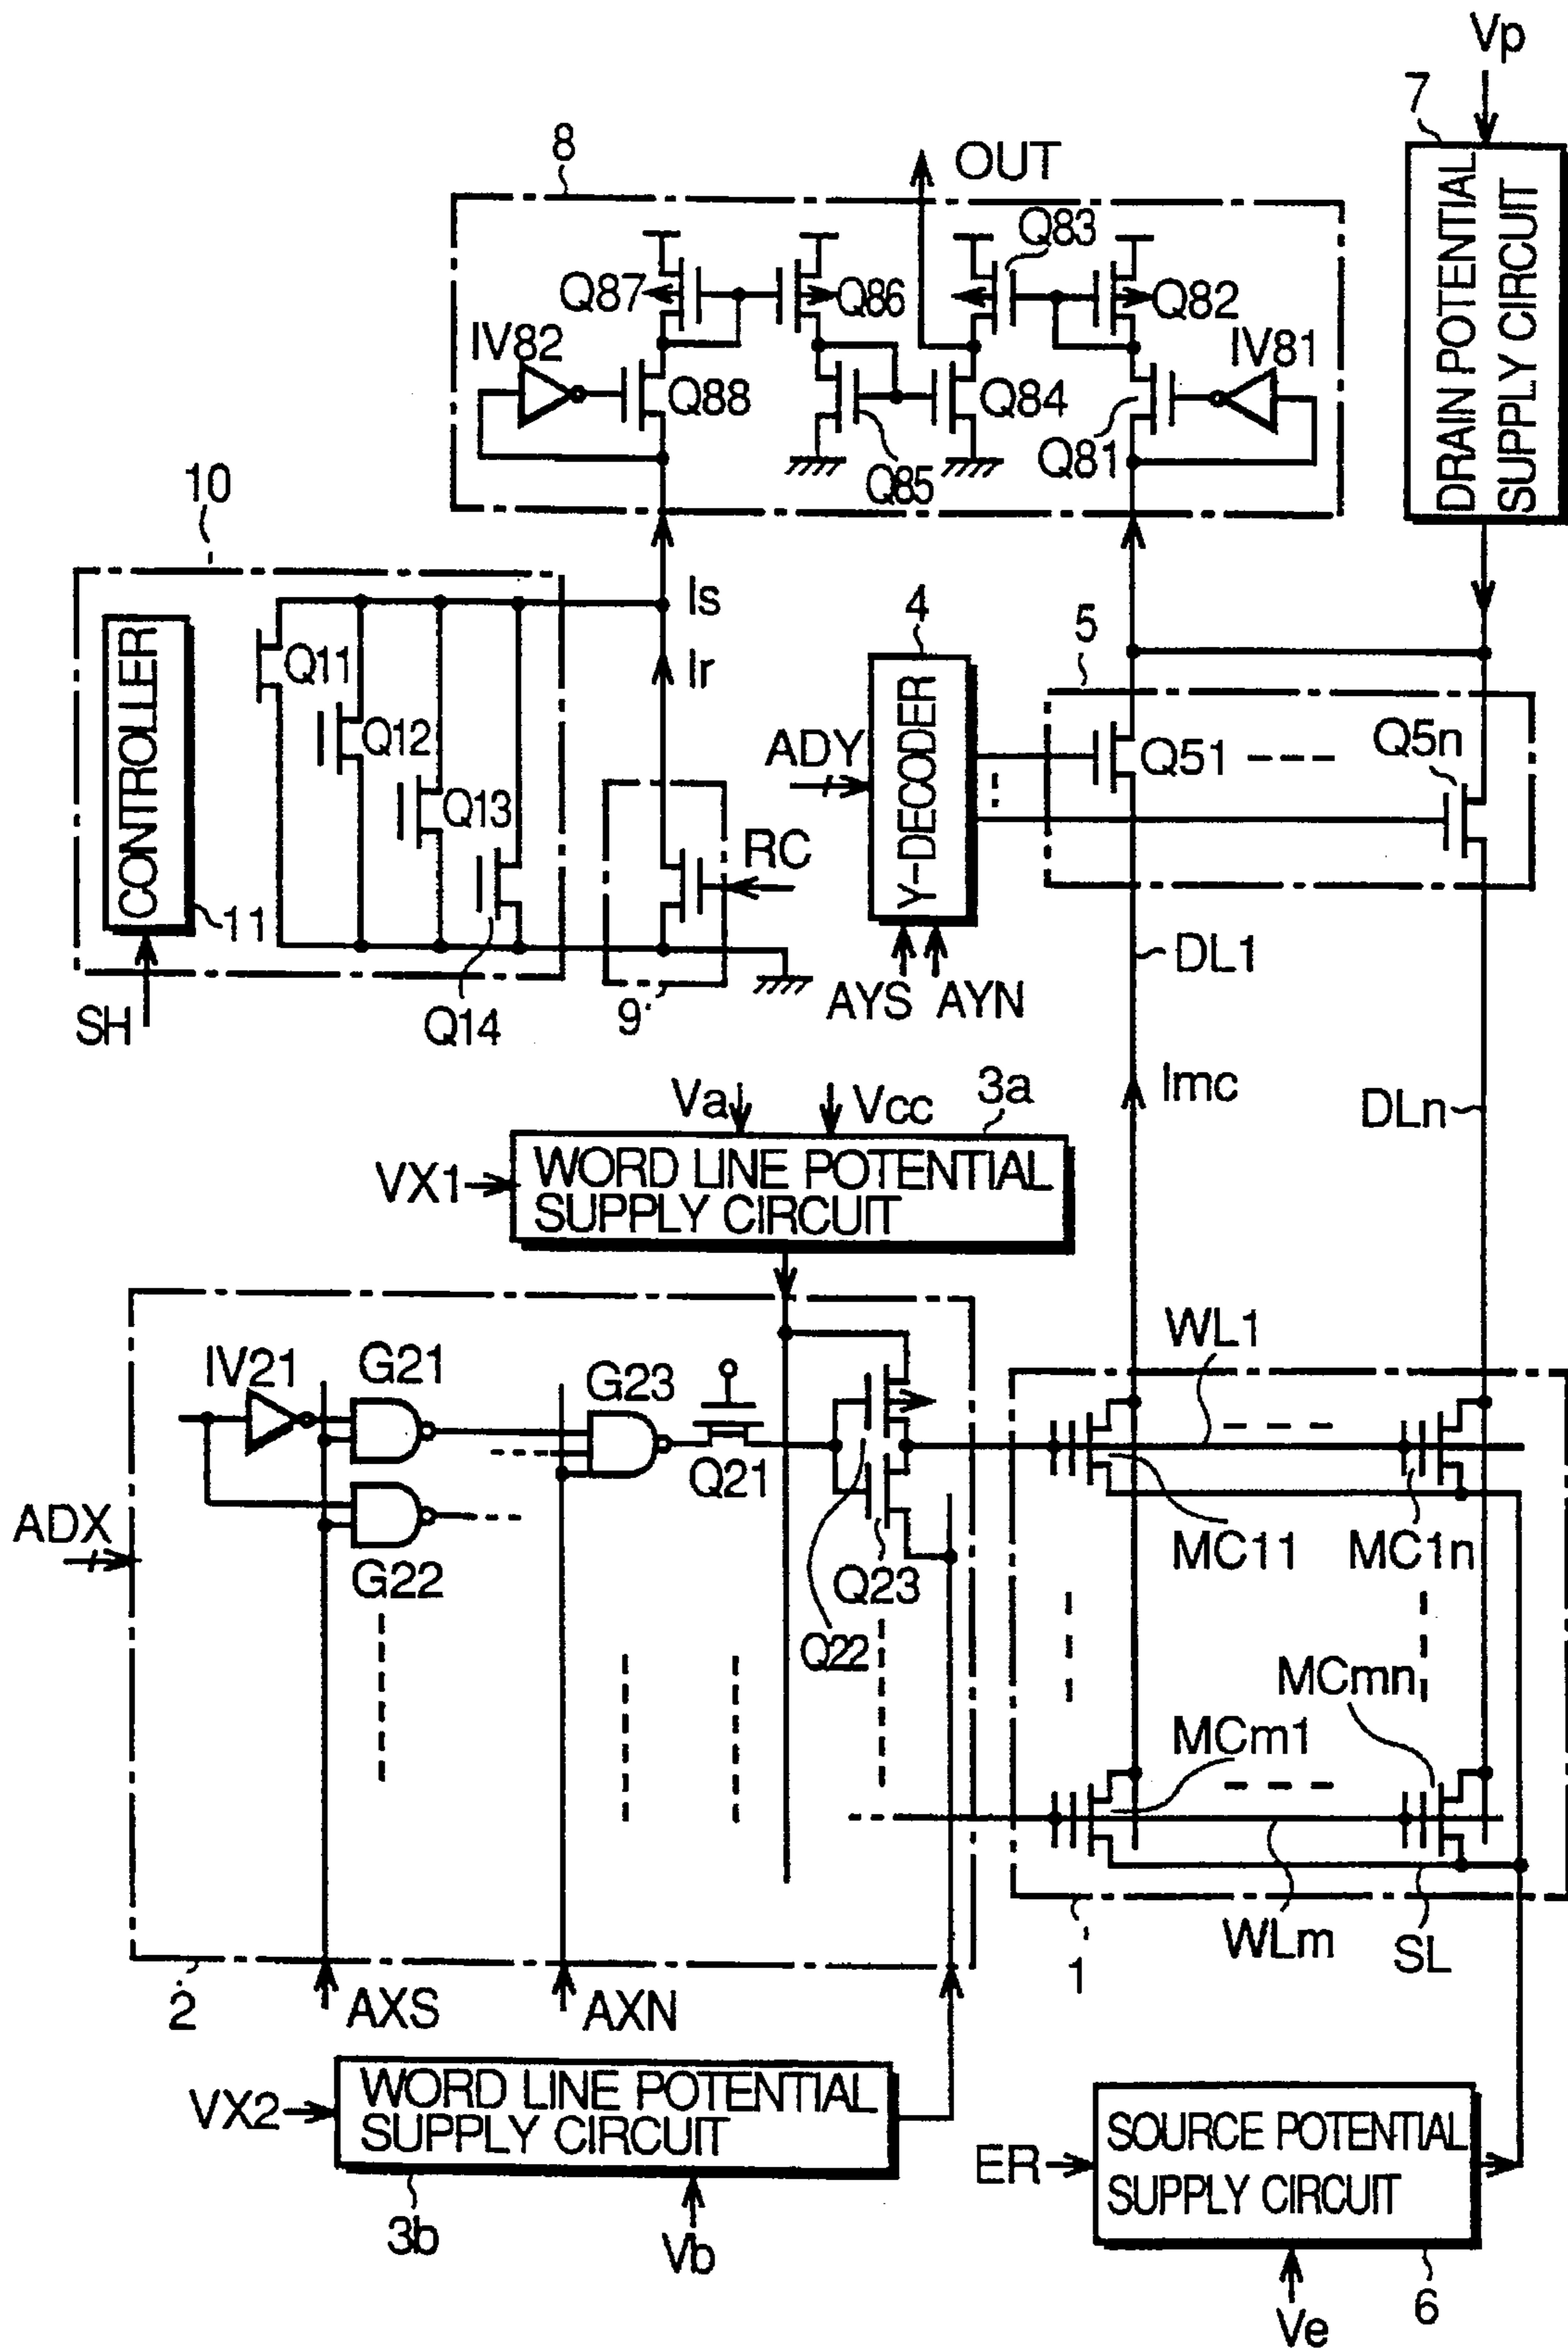 Vp
7
DRAIN POTENTIAL
SUPPLY CIRCUIT
8
OUT
Q83
Q87
Q86
Q82
IV82
IV81
Q88
Q84
Q81
Q85
10
Is
Ir
CONTROLLER
11
Q11
Q12
Q13
Q14
SH
RC
9
4
5
Y-DECODER
ADY
AYS
AYN
Q51
Q5n
DL1
Imc
DLn
Va
Vcc
3a
VX1
WORD LINE POTENTIAL
SUPPLY CIRCUIT
IV21
G21
G23
Q21
G22
ADX
Q23
Q22
WL1
MC11
MC1n
MCmn
MCm1
WLm
SL
1
2
AXS
AXN
VX2
WORD LINE POTENTIAL
SUPPLY CIRCUIT
3b
Vb
ER
SOURCE POTENTIAL
SUPPLY CIRCUIT
6
Ve